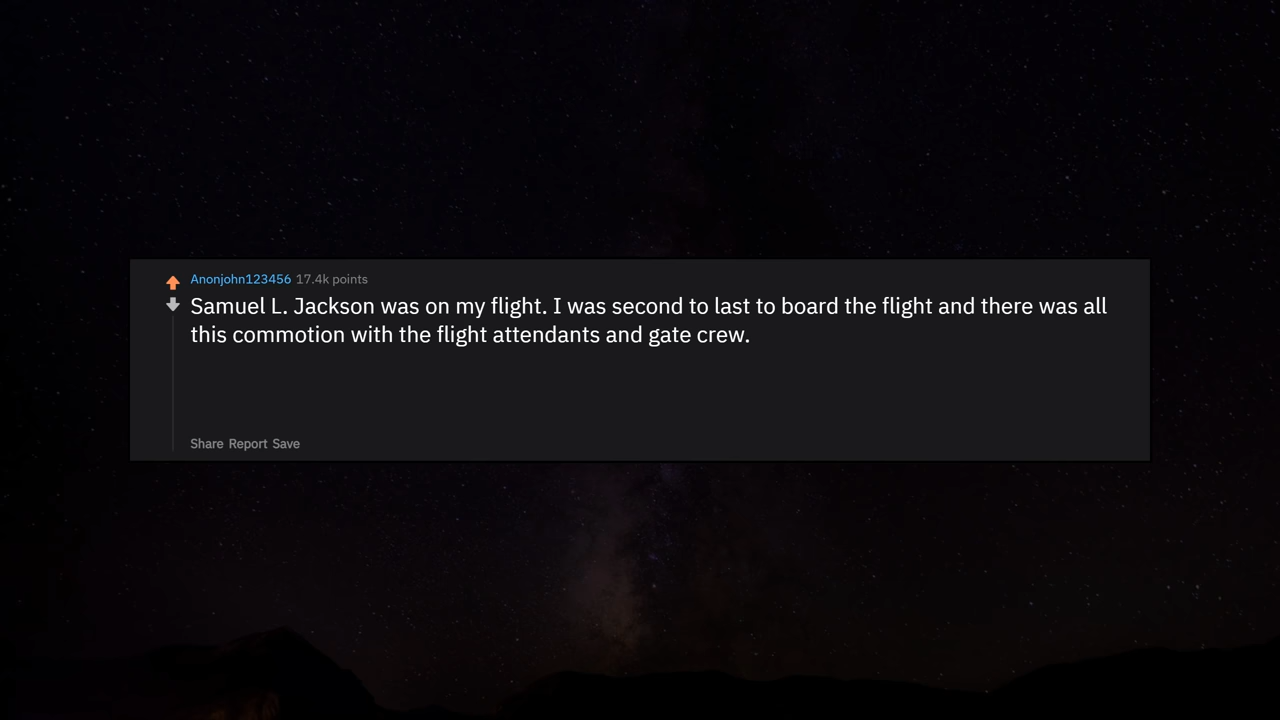 Anonjohn123456 17.4k points
Samuel L. Jackson was on my flight. I was second to last to board the flight and there was all
this commotion with the flight attendants and gate crew.
Share Report Save